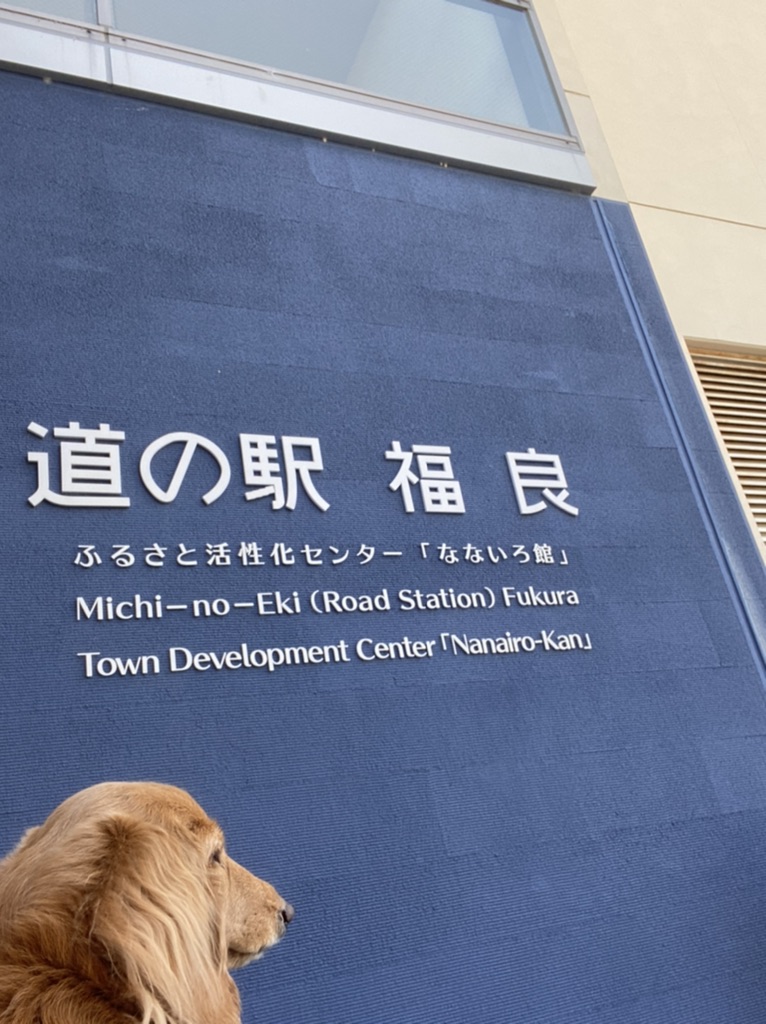 道の駅 福良
ふるさと活性化センター「なないろ館」
Michi-no-Eki (Road Station) Fukura
Town Development Center「Nanairo-Kan」